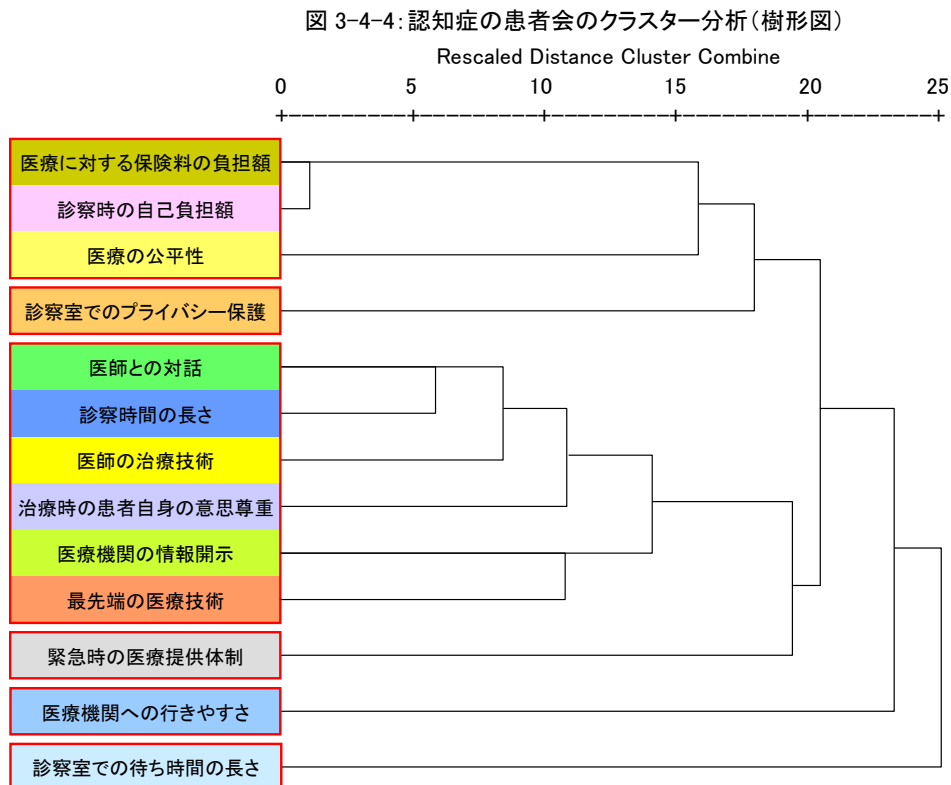 図 3-4-4:認知症の患者会のクラスター分析(樹形図)
Rescaled Distance Cluster Combine
0 5 10 15 20 25
医療に対する保険料の負担額
診察時の自己負担額
医療の公平性
診察室でのプライバシー保護
医師との対話
診察時間の長さ
医師の治療技術
治療時の患者自身の意思尊重
医療機関の情報開示
最先端の医療技術
緊急時の医療提供体制
医療機関への行きやすさ
診察室での待ち時間の長さ